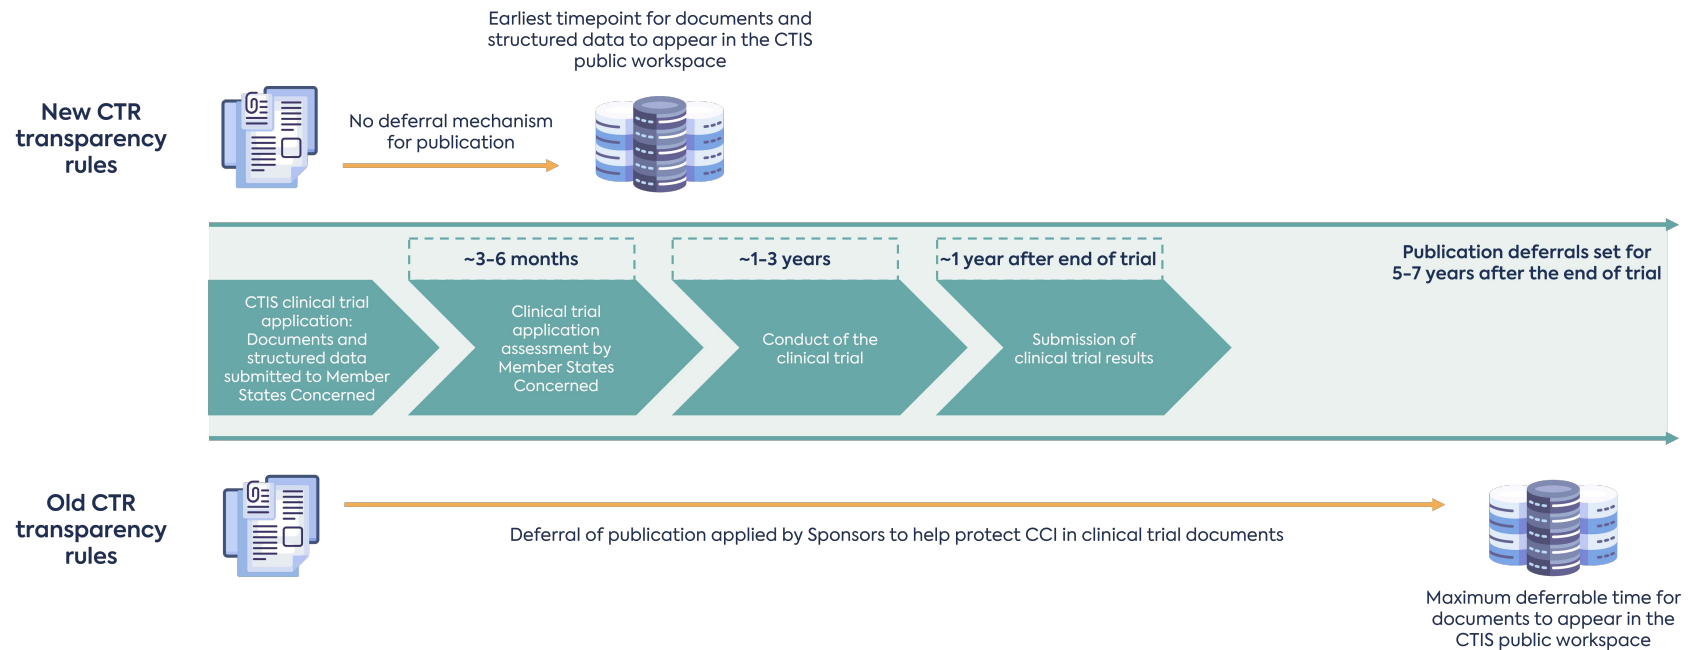 Earliest timepoint for documents and
structured data to appear in the CTIS
public workspace
New CTR
transparency
rules
No deferral mechanism
for publication
~3-6 months
~1-3 years
~1 year after end of trial
Publication deferrals set for
5-7 years after the end of trial
CTIS clinical trial
application:
Documents and
structured data
submitted to Member
States Concerned
Clinical trial
application
assessment by
Member States
Concerned
Conduct of the
clinical trial
Submission of
clinical trial results
Old CTR
transparency
rules
Deferral of publication applied by Sponsors to help protect CCI in clinical trial documents
Maximum deferrable time for
documents to appear in the
CTIS public workspace